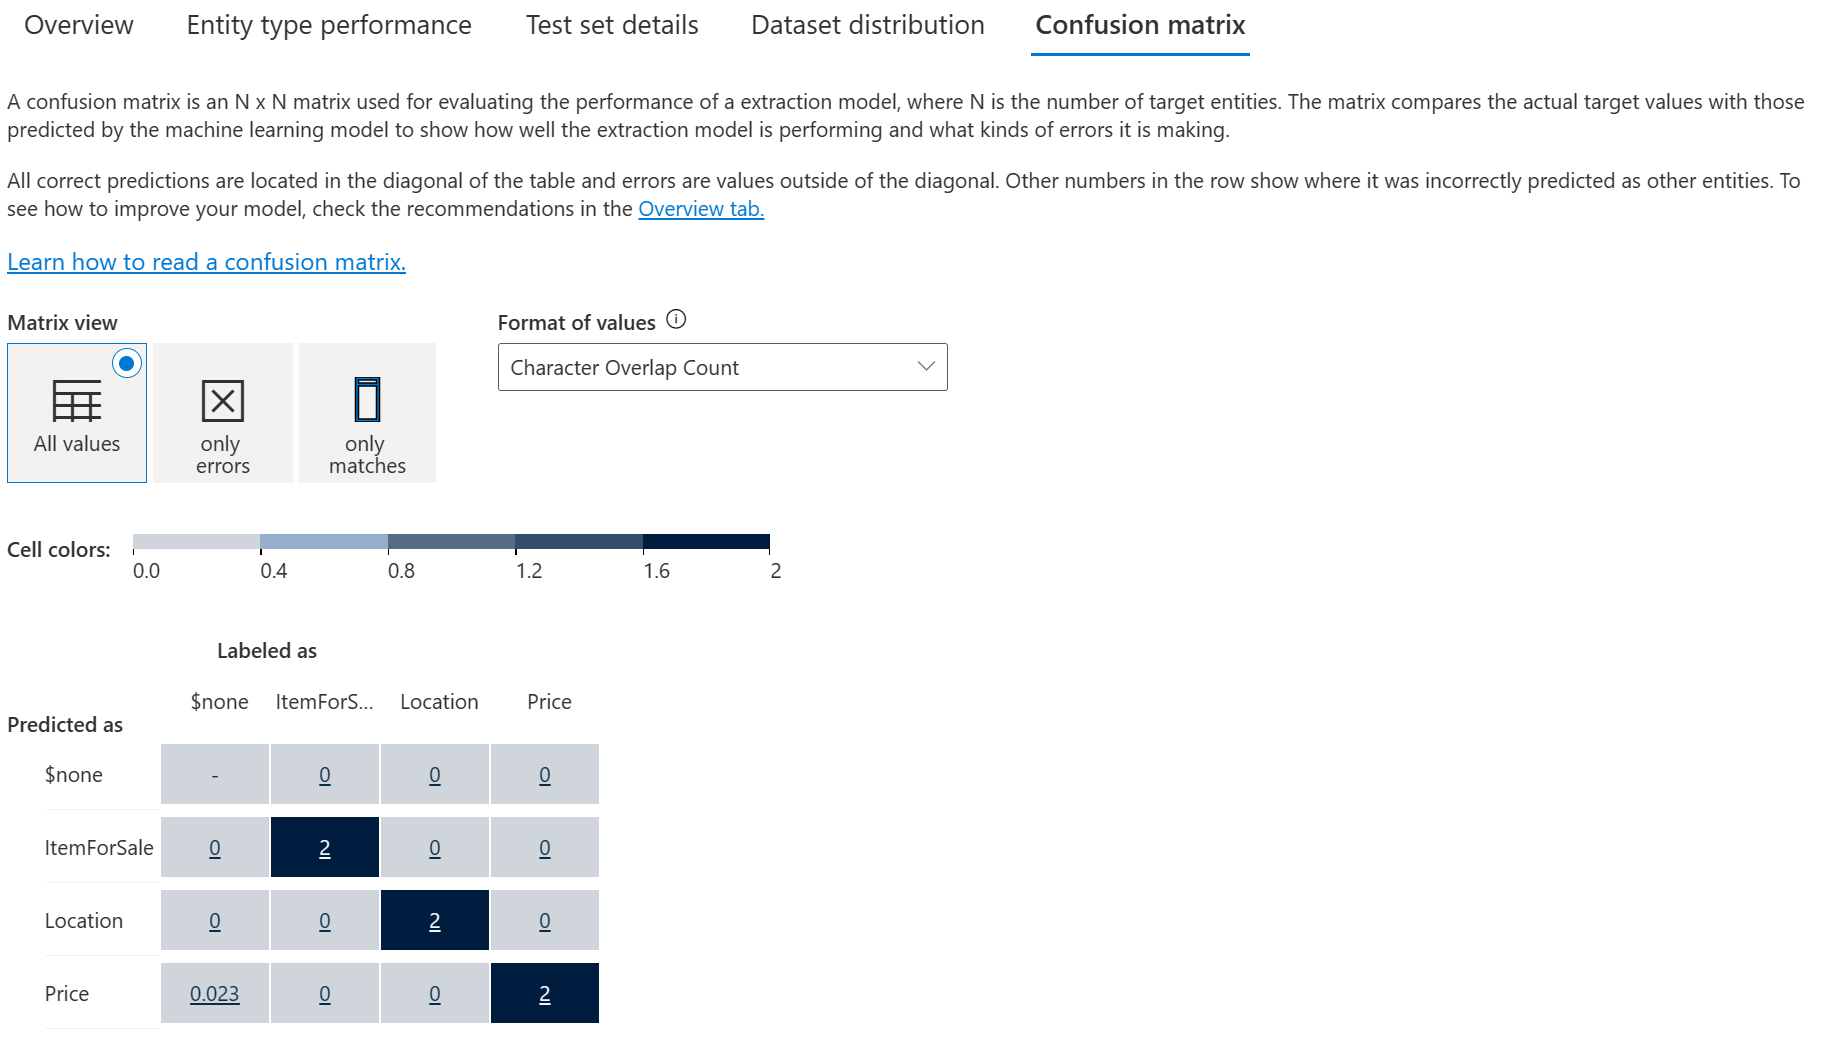 Overview Entity type performance Test set details Dataset distribution Confusion matrix
A confusion matrix is an N x N matrix used for evaluating the performance of a extraction model, where N is the number of target entities. The matrix compares the actual target values with those
predicted by the machine learning model to show how well the extraction model is performing and what kinds of errors it is making.
All correct predictions are located in the diagonal of the table and errors are values outside of the diagonal. Other numbers in the row show where it was incorrectly predicted as other entities. To
see how to improve your model, check the recommendations in the Overview tab.
Learn how to read a confusion matrix.
Matrix view
Format of values
All values
only
errors
only
matches
Character Overlap Count
Cell colors:
0.0 0.4 0.8 1.2 1.6 2
Labeled as
$none ItemForS... Location Price
Predicted as
$none - 0 0 0
ItemForSale 0 2 0 0
Location 0 0 2 0
Price 0.023 0 0 2